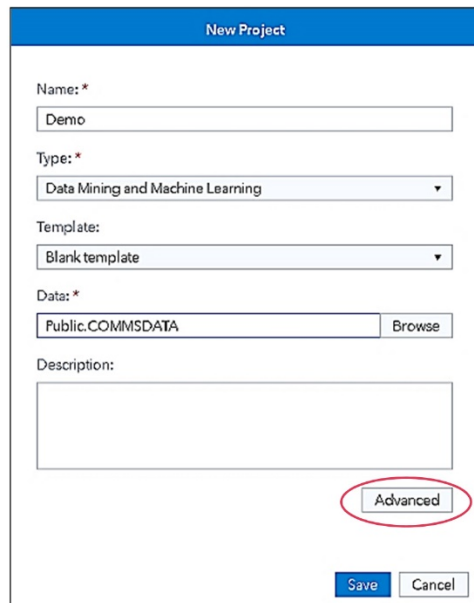 New Project
Name: *
Demo
Type: *
Data Mining and Machine Learning
Template:
Blank template
Data: *
Public.COMMSDATA Browse
Description:
Advanced
Save Cancel